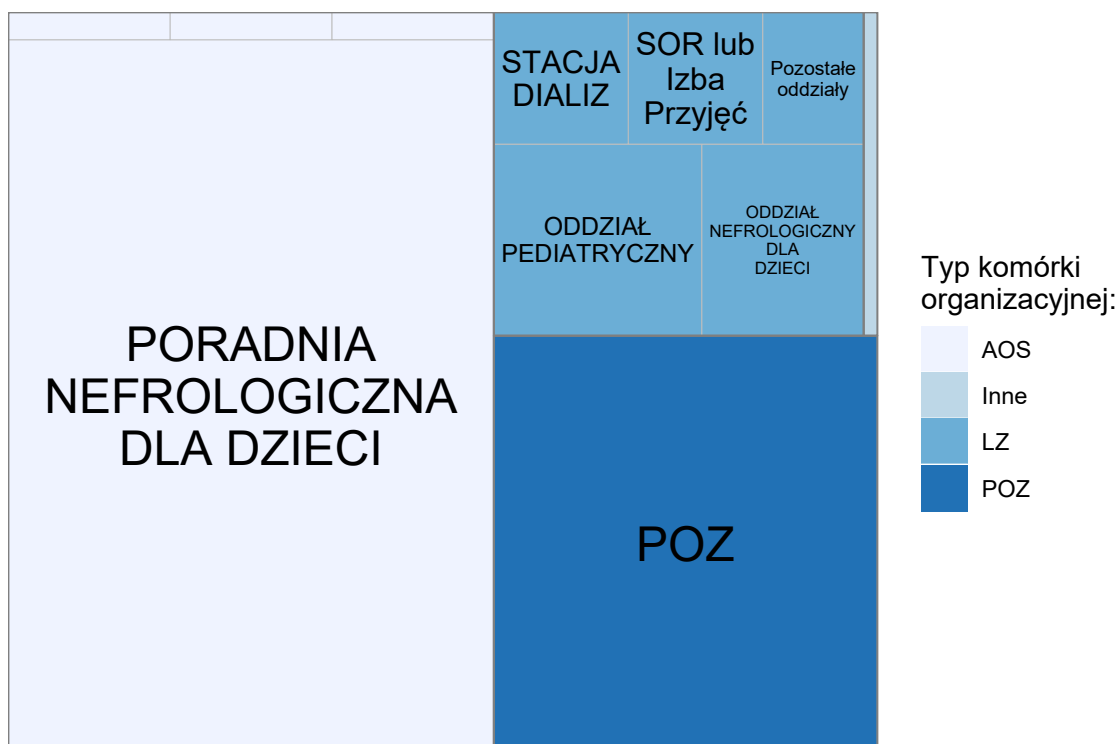 STACJA
DIALIZ
SOR lub
Izba
Przyjęć
Pozostałe
oddziały
ODDZIAŁ
PEDIATRYCZNY
ODDZIAŁ
NEFROLOGICZNY
DLA
DZIECI
PORADNIA
NEFROLOGICZNA
DLA DZIECI
POZ
Typ komórki
organizacyjnej:
AOS
Inne
LZ
POZ